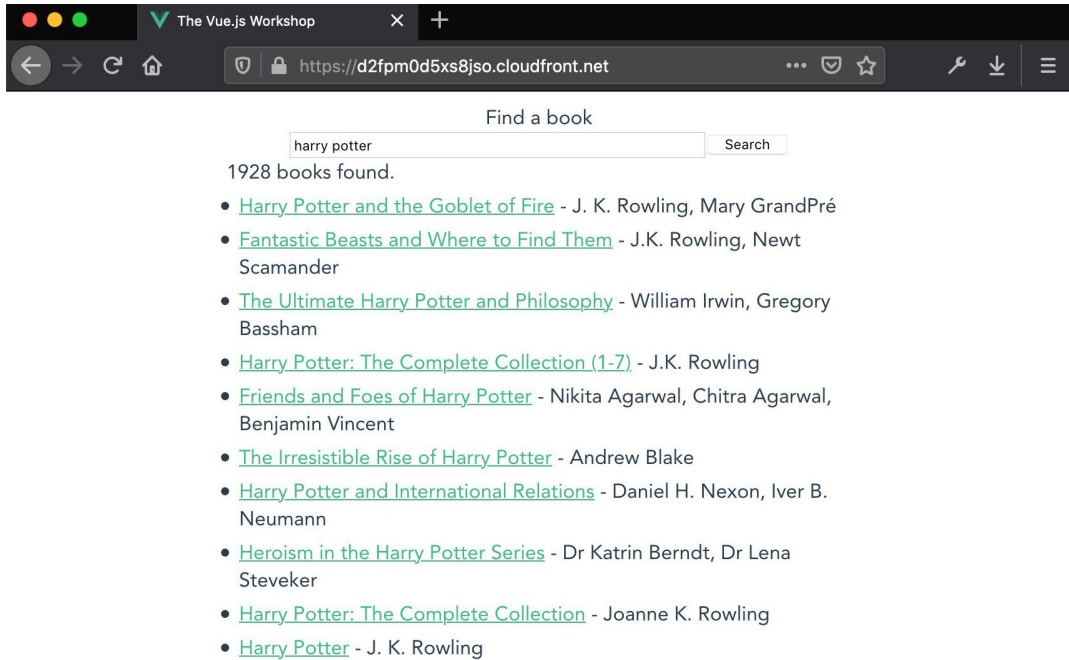 The Vue.js Workshop
https://d2fpm0d5xs8jso.cloudfront.net
Find a book
harry potter Search
1928 books found.
Harry Potter and the Goblet of Fire - J. K. Rowling, Mary GrandPré
Fantastic Beasts and Where to Find Them - J.K. Rowling, Newt
Scamander
The Ultimate Harry Potter and Philosophy - William Irwin, Gregory
Bassham
Harry Potter: The Complete Collection (1-7) - J.K. Rowling
Friends and Foes of Harry Potter - Nikita Agarwal, Chitra Agarwal,
Benjamin Vincent
The Irresistible Rise of Harry Potter - Andrew Blake
Harry Potter and International Relations - Daniel H. Nexon, Iver B.
Neumann
Heroism in the Harry Potter Series - Dr Katrin Berndt, Dr Lena
Steveker
Harry Potter: The Complete Collection - Joanne K. Rowling
Harry Potter - J. K. Rowling